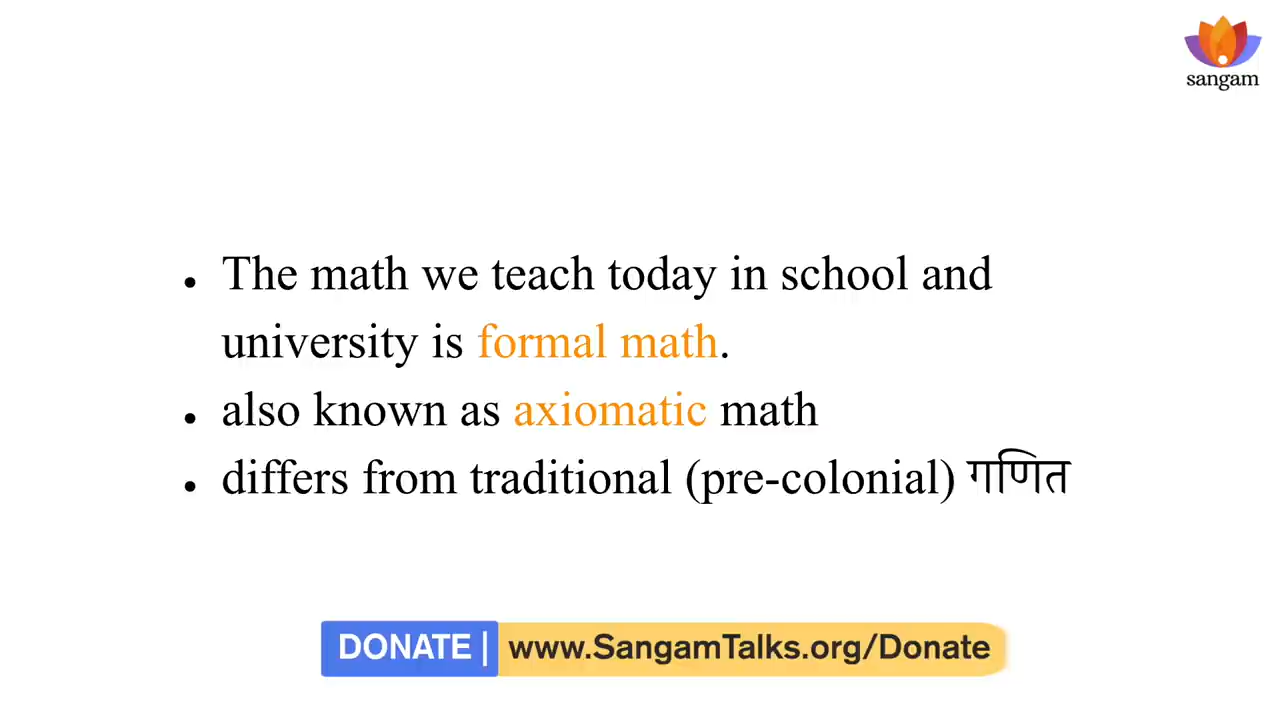 sangam
• The math we teach today in school and
university is formal math.
• also known as axiomatic math
• differs from traditional (pre-colonial) गणित
DONATE | www.SangamTalks.org/Donate